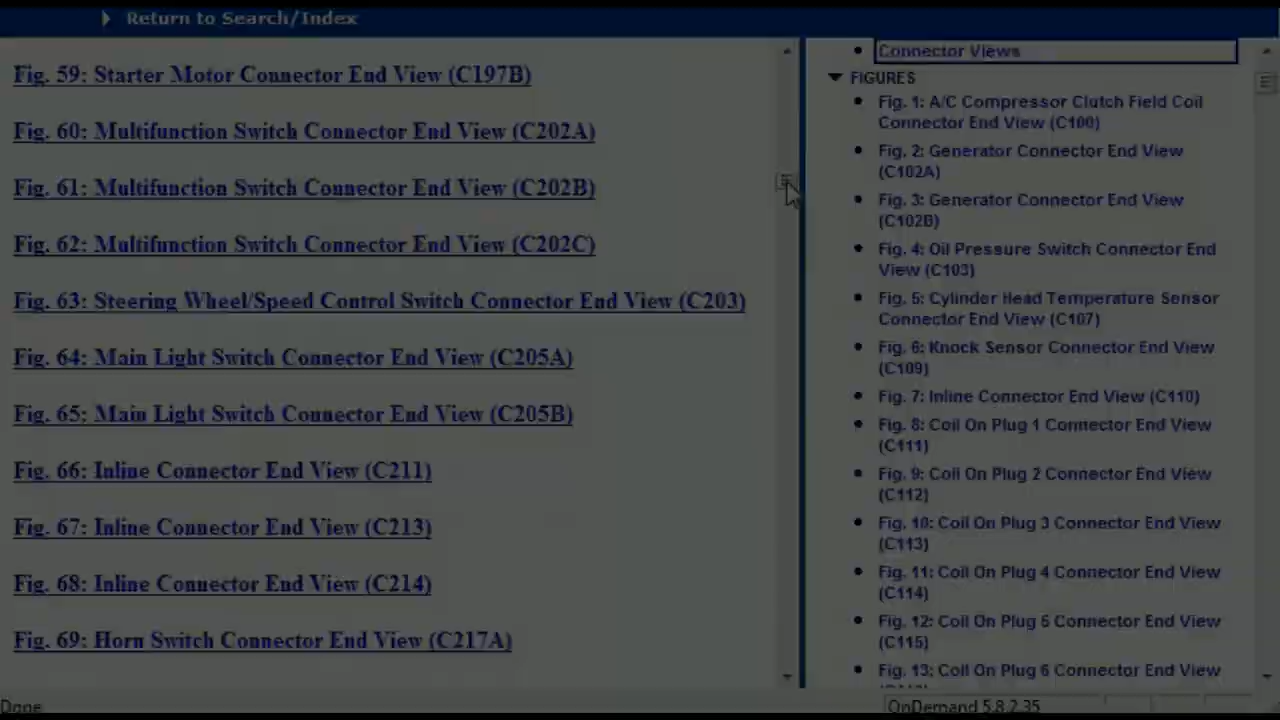 Return to Search/Index
Fig. 59: Starter Motor Connector End View (C197B)
Fig. 60: Multifunction Switch Connector End View (C202A)
Fig. 61: Multifunction Switch Connector End View (C202B)
Fig. 62: Multifunction Switch Connector End View (C202C)
Fig. 63: Steering Wheel/Speed Control Switch Connector End View (C203)
Fig. 64: Main Light Switch Connector End View (C205A)
Fig. 65: Main Light Switch Connector End View (C205B)
Fig. 66: Inline Connector End View (C211)
Fig. 67: Inline Connector End View (C213)
Fig. 68: Inline Connector End View (C214)
Fig. 69: Horn Switch Connector End View (C217A)
Connector Views
FIGURES
Fig. 1: A/C Compressor Clutch Field Coil
Connector End View (C100)
Fig. 2: Generator Connector End View
(C102A)
Fig. 3: Generator Connector End View
(C102B)
Fig. 4: Oil Pressure Switch Connector End
View (C103)
Fig. 5: Cylinder Head Temperature Sensor
Connector End View (C107)
Fig. 6: Knock Sensor Connector End View
(C109)
Fig. 7: Inline Connector End View (C110)
Fig. 8: Coil On Plug 1 Connector End View
(C111)
Fig. 9: Coil On Plug 2 Connector End View
(C112)
Fig. 10: Coil On Plug 3 Connector End View
(C113)
Fig. 11: Coil On Plug 4 Connector End View
(C114)
Fig. 12: Coil On Plug 5 Connector End View
(C115)
Fig. 13: Coil On Plug 6 Connector End View
Done
OnDemand 5.8.2.35